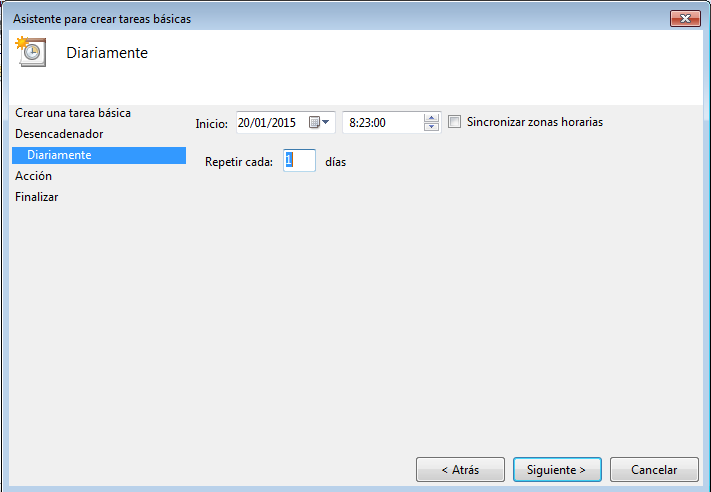 Asistente para crear tareas básicas
Diariamente
Crear una tarea básica
Desencadenador
Diariamente
Acción
Finalizar
Inicio: 20/01/2015 8:23:00 Sincronizar zonas horarias
Repetir cada: 1 días
< Atrás Siguiente > Cancelar